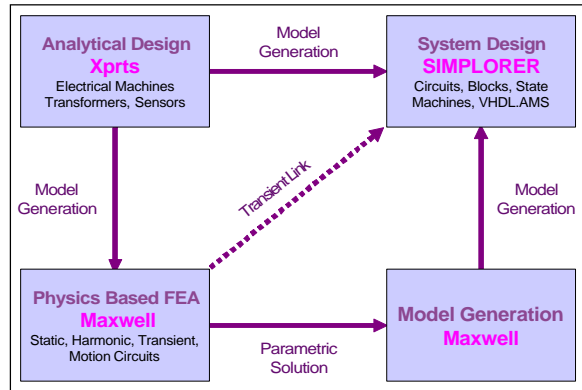 Analytical Design
Xprts
Electrical Machines
Transformers, Sensors
Model
Generation
System Design
SIMPLORER
Circuits, Blocks, State
Machines, VHDL.AMS
Model
Generation
Transient Link
Model
Generation
Physics Based FEA
Maxwell
Static, Harmonic, Transient,
Motion Circuits
Parametric
Solution
Model Generation
Maxwell